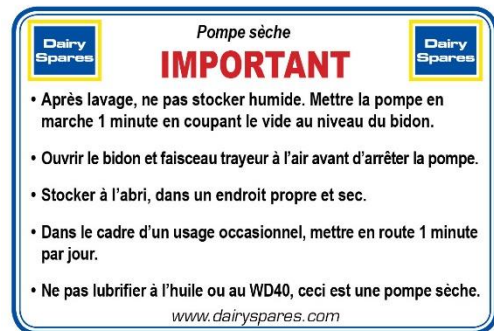 Dairy
Spares
Pompe sèche
IMPORTANT
Dairy
Spares
• Après lavage, ne pas stocker humide. Mettre la pompe en
marche 1 minute en coupant le vide au niveau du bidon.
• Ouvrir le bidon et faisceau trayeur à l'air avant d'arrêter la pompe.
• Stocker à l'abri, dans un endroit propre et sec.
• Dans le cadre d'un usage occasionnel, mettre en route 1 minute
par jour.
• Ne pas lubrifier à l'huile ou au WD40, ceci est une pompe sèche.
www.dairyspares.com